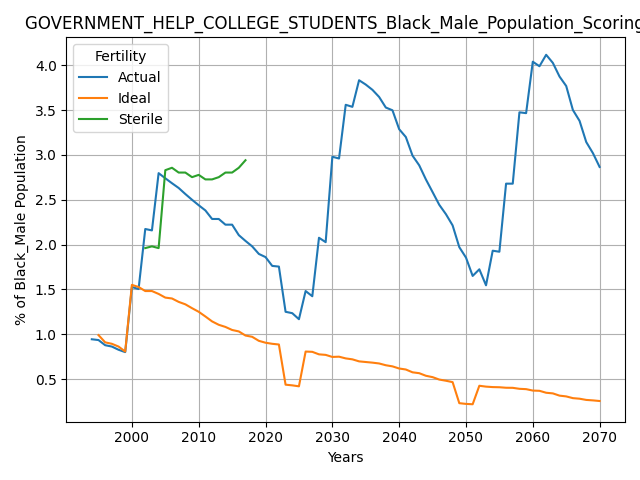 GOVERNMENT_HELP_COLLEGE_STUDENTS_Black_Male_Population_Scoring
Fertility
Actual
Ideal
Sterile
% of Black_Male Population
4.0
3.5
3.0
2.5
2.0
1.5
1.0
0.5
2000 2010 2020 2030 2040 2050 2060 2070
Years